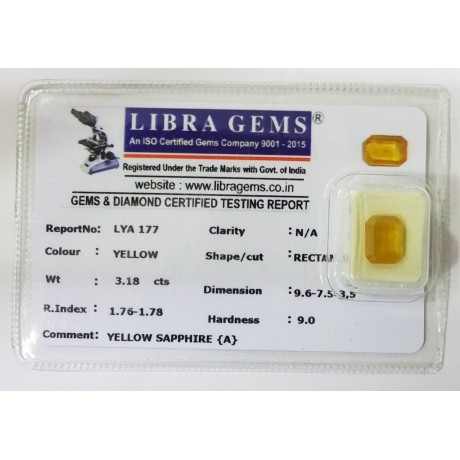 LIBRA GEMS®
An ISO Certified Gems Company 9001 - 2015
Registered Under the Trade Marks with Govt. of India
website : www.libragems.co.in
GEMS & DIAMOND CERTIFIED TESTING REPORT
ReportNo: LYA 177 Clarity : N/A
Colour : YELLOW Shape/cut : RECTAN
Wt : 3.18 cts Dimension : 9.6-7.5-3.5
R.Index : 1.76-1.78 Hardness : 9.0
Comment: YELLOW SAPPHIRE {A}